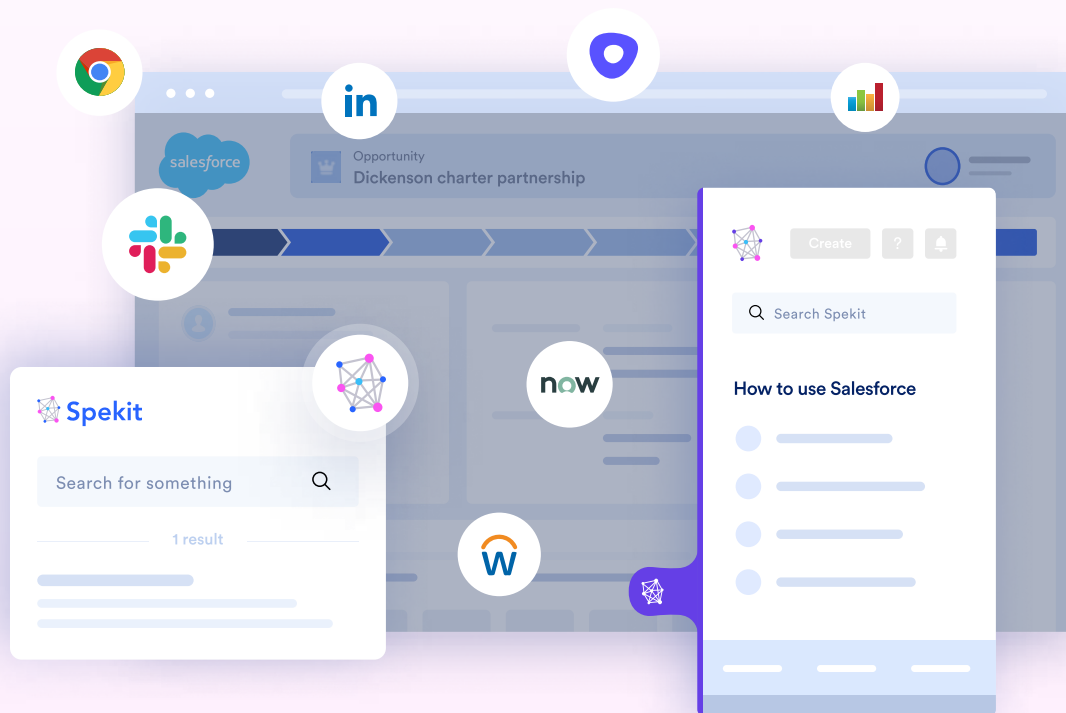 in
salesforce
Opportunity
Dickenson charter partnership
Create
?
Search Spekit
now
How to use Salesforce
Spekit
Search for something
1 result
W